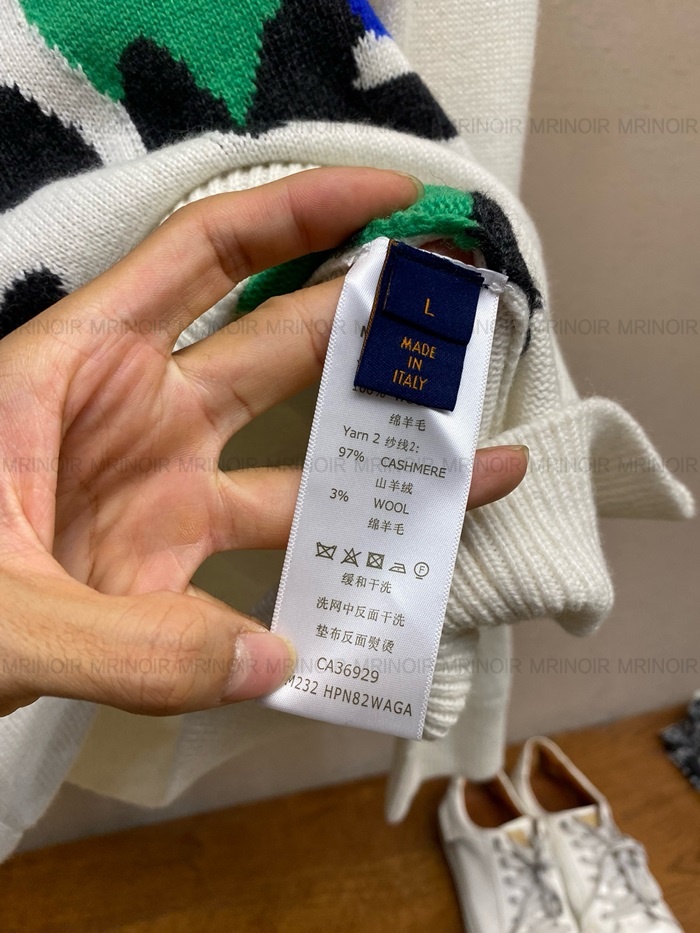 L
MADE
IN
ITALY
100%
绵羊毛
Yarn 2 纱线2:
97% CASHMERE
山羊绒
3% WOOL
绵羊毛
F
缓和干洗
洗网中反面干洗
垫布反面熨烫
CA36929
M232 HPN82WAGA
MRINOIR MRINOIR MRINOIR MRINOIR MRINOIR MRINOIR MRINOIR MRINOIR